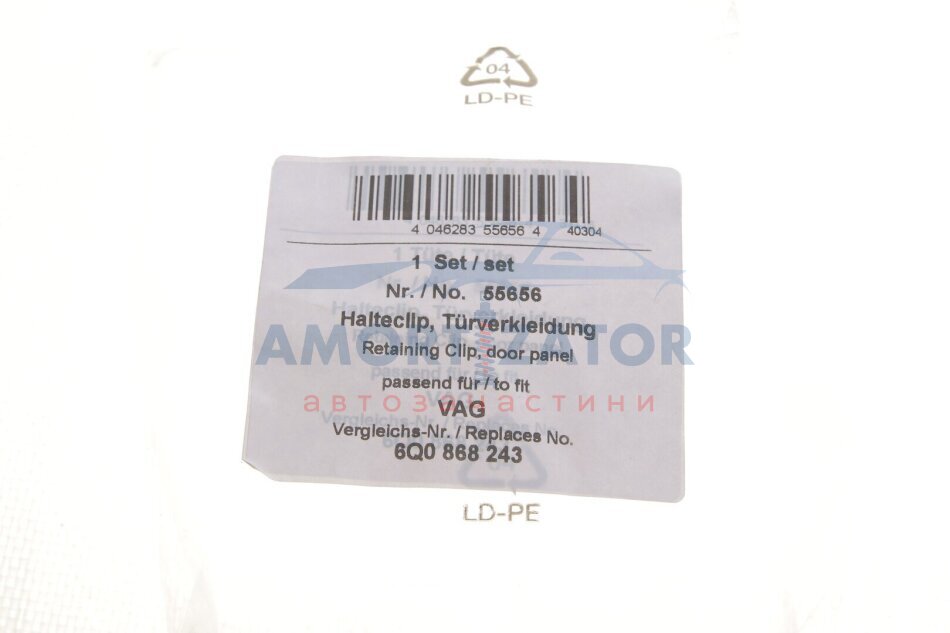 04
LD-PE
4 046283 55656 4 40304
1 Set / set
Nr. / No. 55656
Halteclip, Türverkleidung
Retaining Clip, door panel
AMORTIZATOR
passend für / to fit
автозапчастини
VAG
Vergleichs-Nr. / Replaces No.
6Q0 868 243
LD-PE